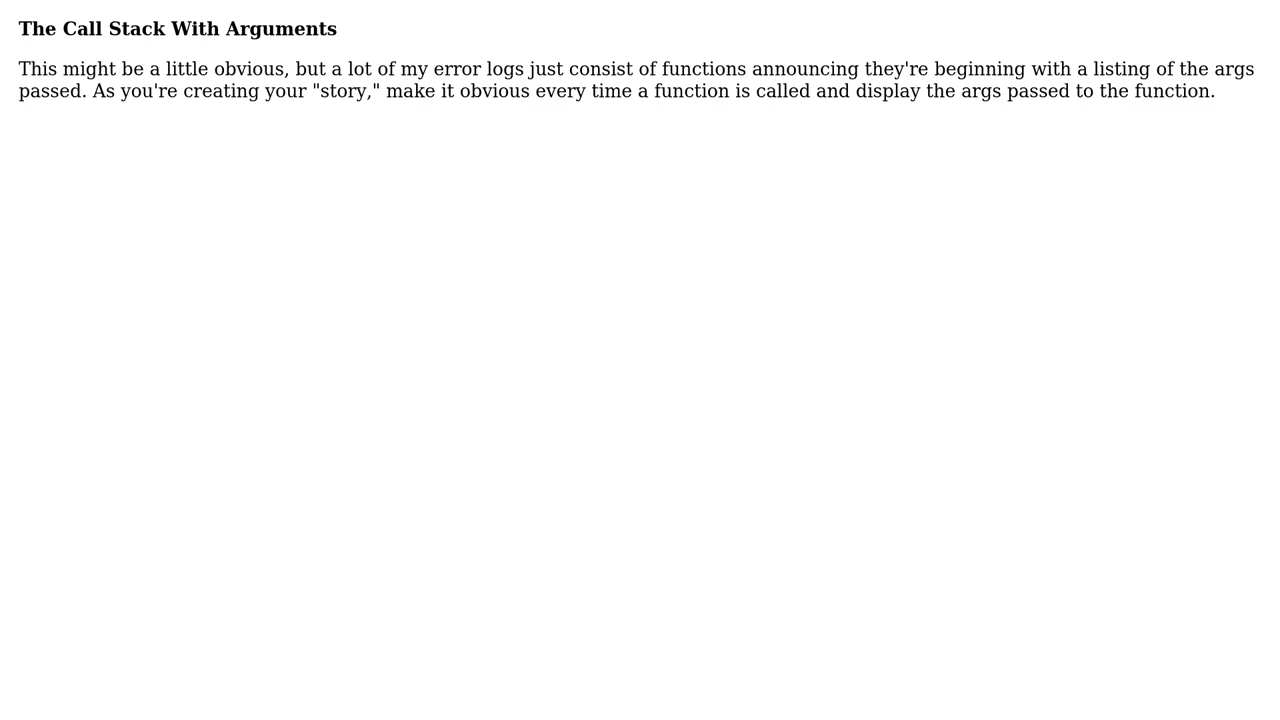 The Call Stack With Arguments
This might be a little obvious, but a lot of my error logs just consist of functions announcing they're beginning with a listing of the args
passed. As you're creating your "story," make it obvious every time a function is called and display the args passed to the function.